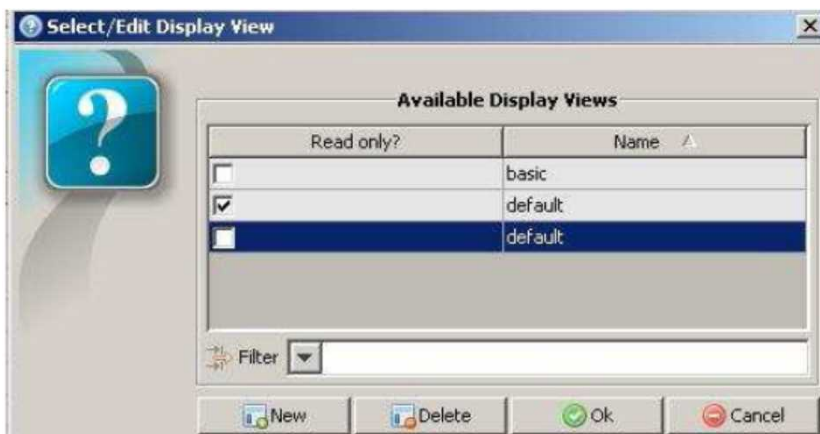 Select/Edit Display View
Available Display Views
Read only? Name
basic
default
default
Filter
New Delete Ok Cancel